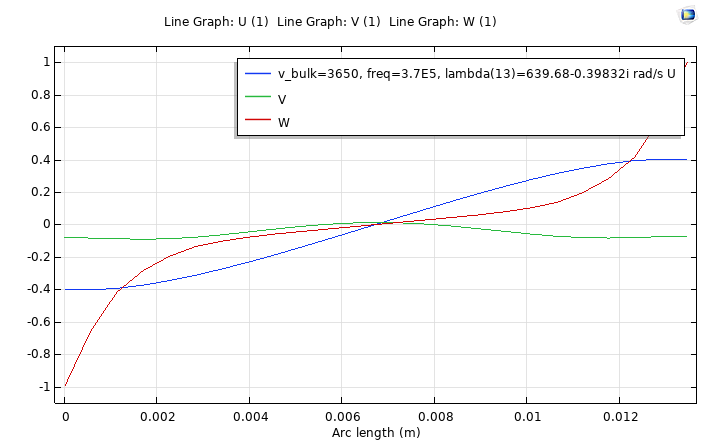 Line Graph: U (1) Line Graph: V (1) Line Graph: W (1)
v_bulk=3650, freq=3.7E5, lambda(13)=639.68-0.39832i rad/s U
V
W
1
0.8
0.6
0.4
0.2
0
-0.2
-0.4
-0.6
-0.8
-1
0 0.002 0.004 0.006 0.008 0.01 0.012
Arc length (m)